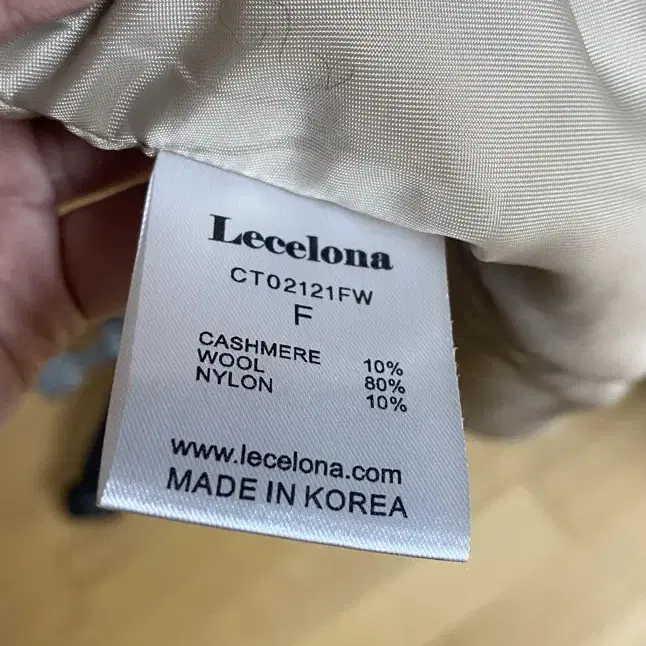 Lecelona
CT02121FW
F
CASHMERE 10%
WOOL 80%
NYLON 10%
www.lecelona.com
MADE IN KOREA